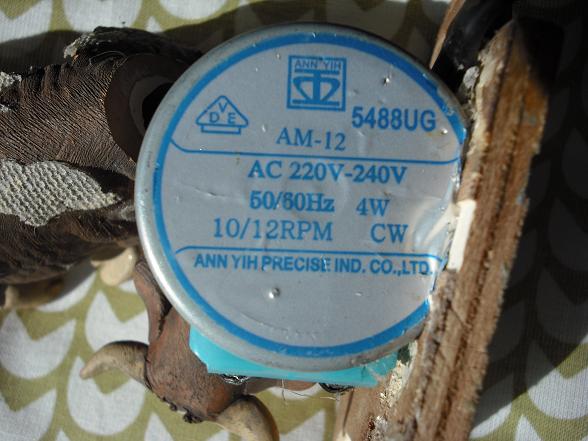 ANN YIH
VDE
5488UG
AM-12
AC 220V-240V
50/60Hz 4W
10/12RPM CW
ANN YIH PRECISE IND. CO.,LTD.